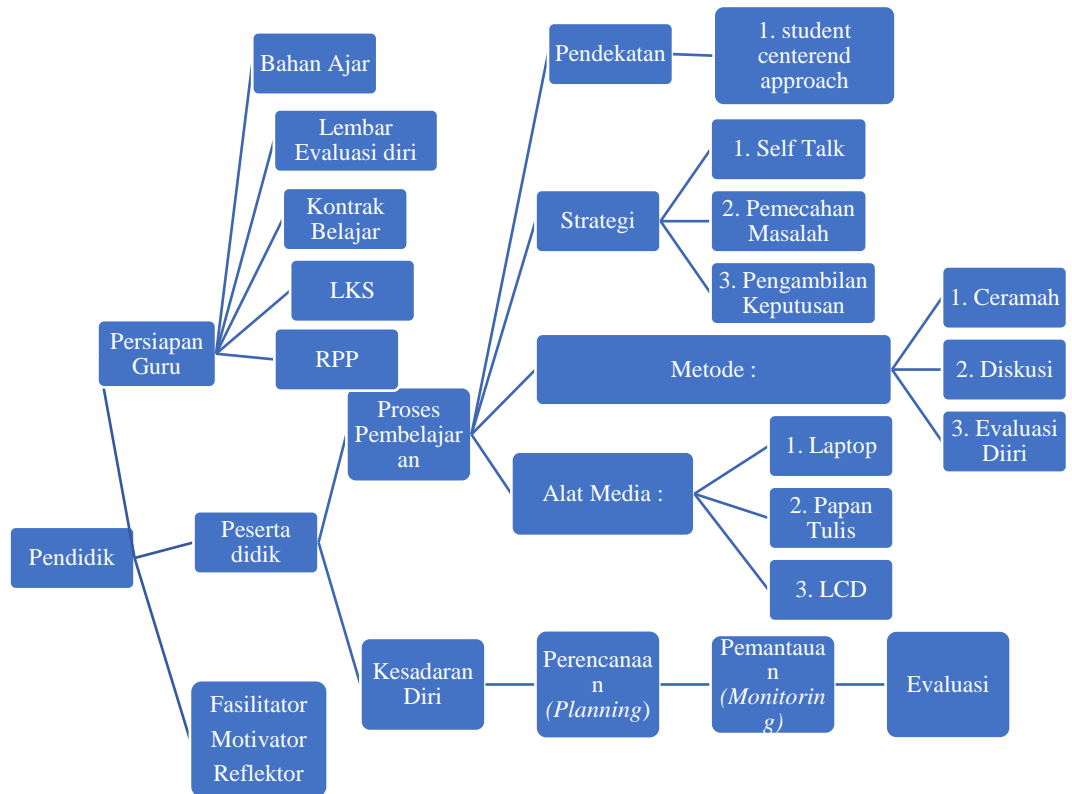 Pendidik
Persiapan
Guru
Bahan Ajar
Lembar
Evaluasi diri
Kontrak
Belajar
LKS
RPP
Peserta
didik
Proses
Pembelajar
an
Pendekatan
1. student
centerend
approach
Strategi
1. Self Talk
2. Pemecahan
Masalah
3. Pengambilan
Keputusan
Metode :
1. Ceramah
2. Diskusi
3. Evaluasi
Diiri
Alat Media :
1. Laptop
2. Papan
Tulis
3. LCD
Kesadaran
Diri
Perencanaa
n
(Planning)
Pemantaua
n
(Monitorin
g)
Evaluasi
Fasilitator
Motivator
Reflektor